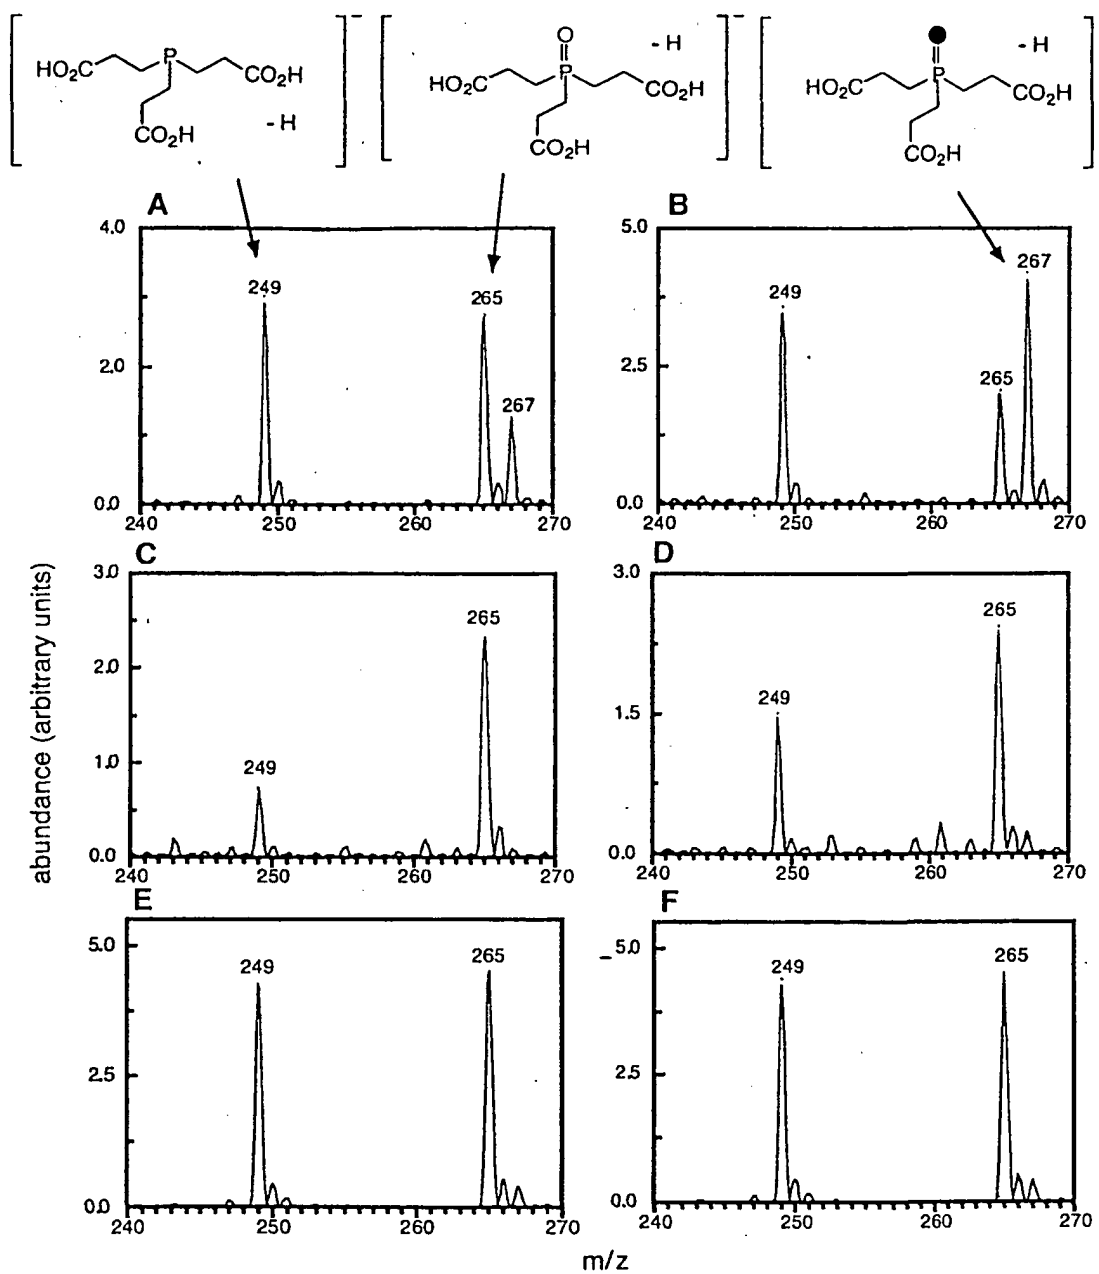 O
P - H P - H P - H
HO₂C CO₂H HO₂C CO₂H HO₂C CO₂H
CO₂H CO₂H CO₂H
A B
4.0 5.0
249 265 267 249 265 267
2.0 2.5
0.0 0.0
240 250 260 270 240 250 260 270
C D
3.0 3.0
249 265 249 265
2.0 1.5
1.0
0.0 0.0
240 250 260 270 240 250 260 270
E F
5.0 5.0
249 265 249 265
2.5 2.5
0.0 0.0
240 250 260 270 240 250 260 270
abundance (arbitrary units)
m/z